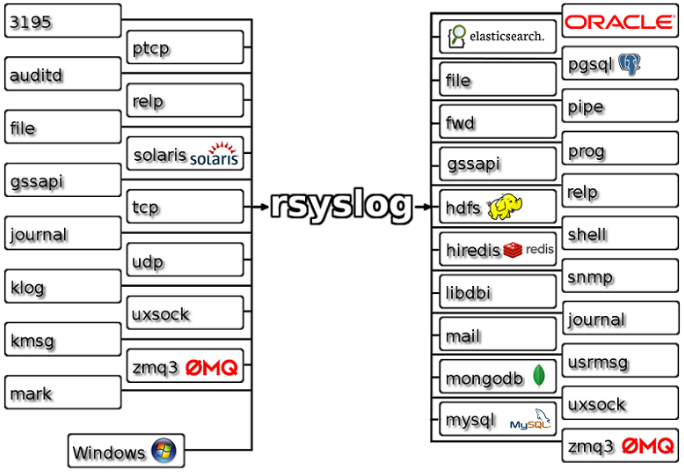 3195
ptcp
auditd
relp
file
solaris SOLARIS
gssapi
tcp
journal
udp
klog
uxsock
kmsg
zmq3 ØMQ
mark
Windows
rsyslog
ORACLE
elasticsearch.
pgsql
file
pipe
fwd
prog
gssapi
relp
hdfs
shell
hiredis redis
snmp
libdbi
journal
mail
usrmsg
mongodb
uxsock
mysql MySQL
zmq3 ØMQ